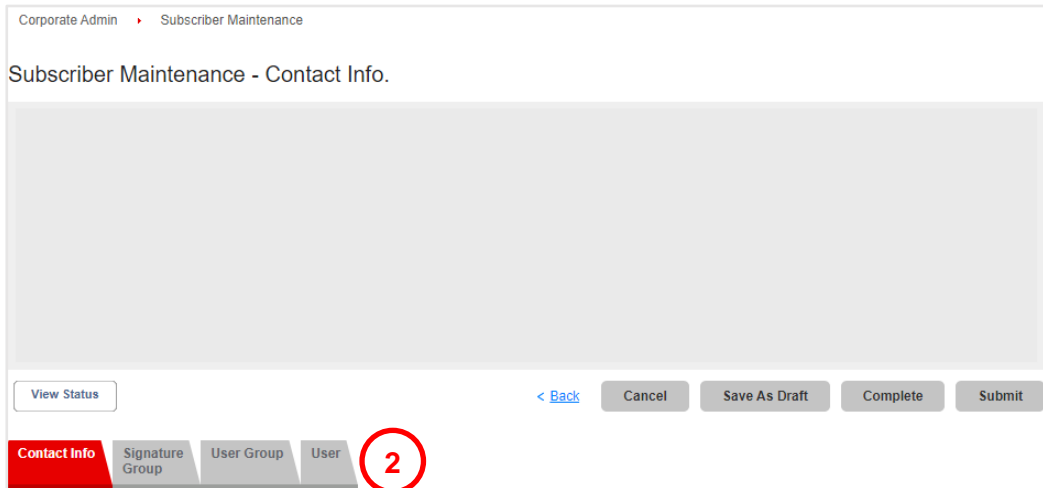 Corporate Admin ▸ Subscriber Maintenance
Subscriber Maintenance - Contact Info.
View Status
< Back
Cancel
Save As Draft
Complete
Submit
Contact Info
Signature
Group
User Group
User
2